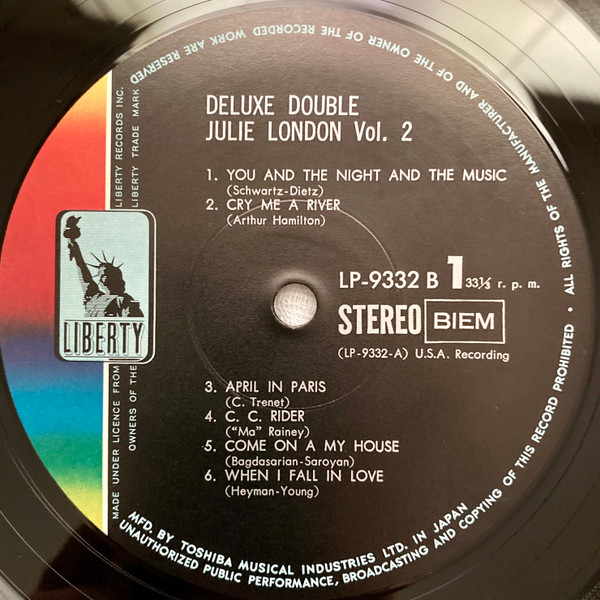 DELUXE DOUBLE
JULIE LONDON Vol. 2
1. YOU AND THE NIGHT AND THE MUSIC
(Schwartz-Dietz)
2. CRY ME A RIVER
(Arthur Hamilton)
LP-9332 B 1 33⅓ r. p. m.
STEREO BIEM
(LP-9332-A) U.S.A. Recording
3. APRIL IN PARIS
(C. Trenet)
4. C. C. RIDER
("Ma" Rainey)
5. COME ON A MY HOUSE
(Bagdasarian-Saroyan)
6. WHEN I FALL IN LOVE
(Heyman-Young)
LIBERTY
MADE UNDER LICENCE FROM LIBERTY RECORDS INC.
OWNERS OF THE LIBERTY TRADE MARK
MFD. BY TOSHIBA MUSICAL INDUSTRIES LTD. IN JAPAN
ALL RIGHTS OF THE MANUFACTURER AND OF THE OWNER OF THE RECORDED WORK ARE RESERVED
UNAUTHORIZED PUBLIC PERFORMANCE, BROADCASTING AND COPYING OF THIS RECORD PROHIBITED •